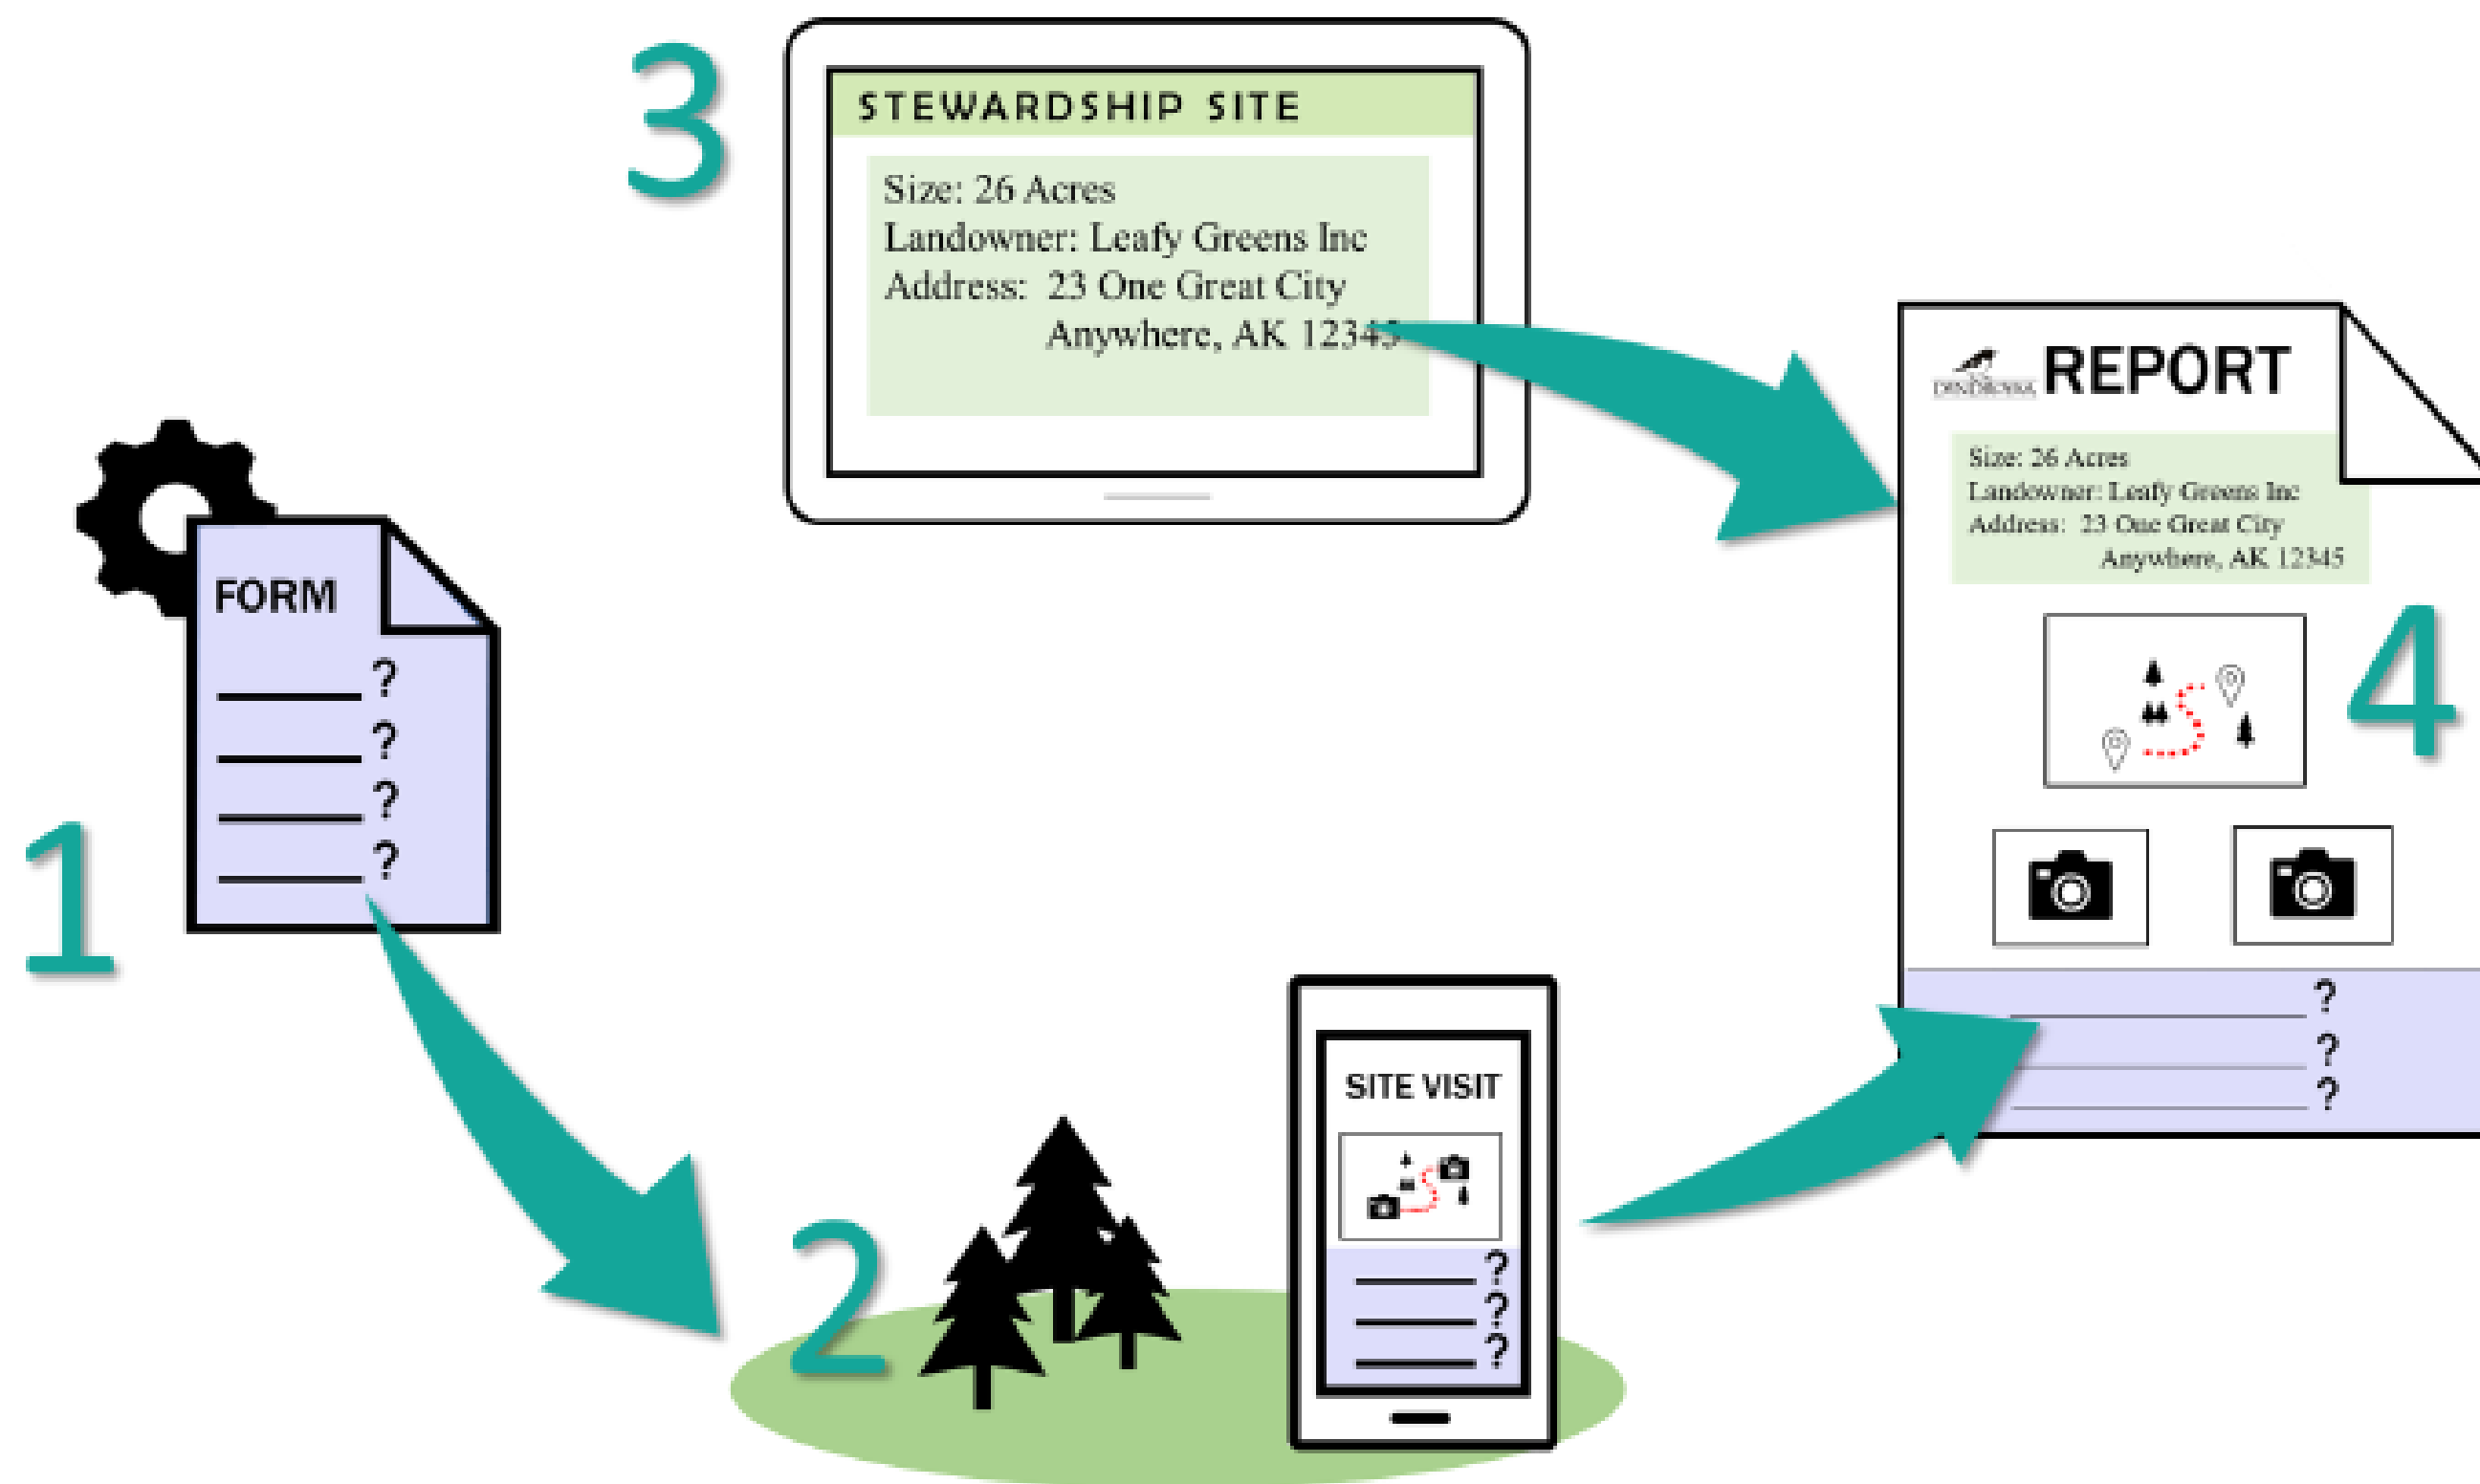 3
STEWARDSHIP SITE
Size: 26 Acres
Landowner: Leafy Greens Inc
Address: 23 One Great City
Anywhere, AK 12345
1
FORM
?
?
?
?
2
SITE VISIT
?
?
?
REPORT
Size: 26 Acres
Landowner: Leafy Greens Inc
Address: 23 One Great City
Anywhere, AK 12345
4
?
?
?